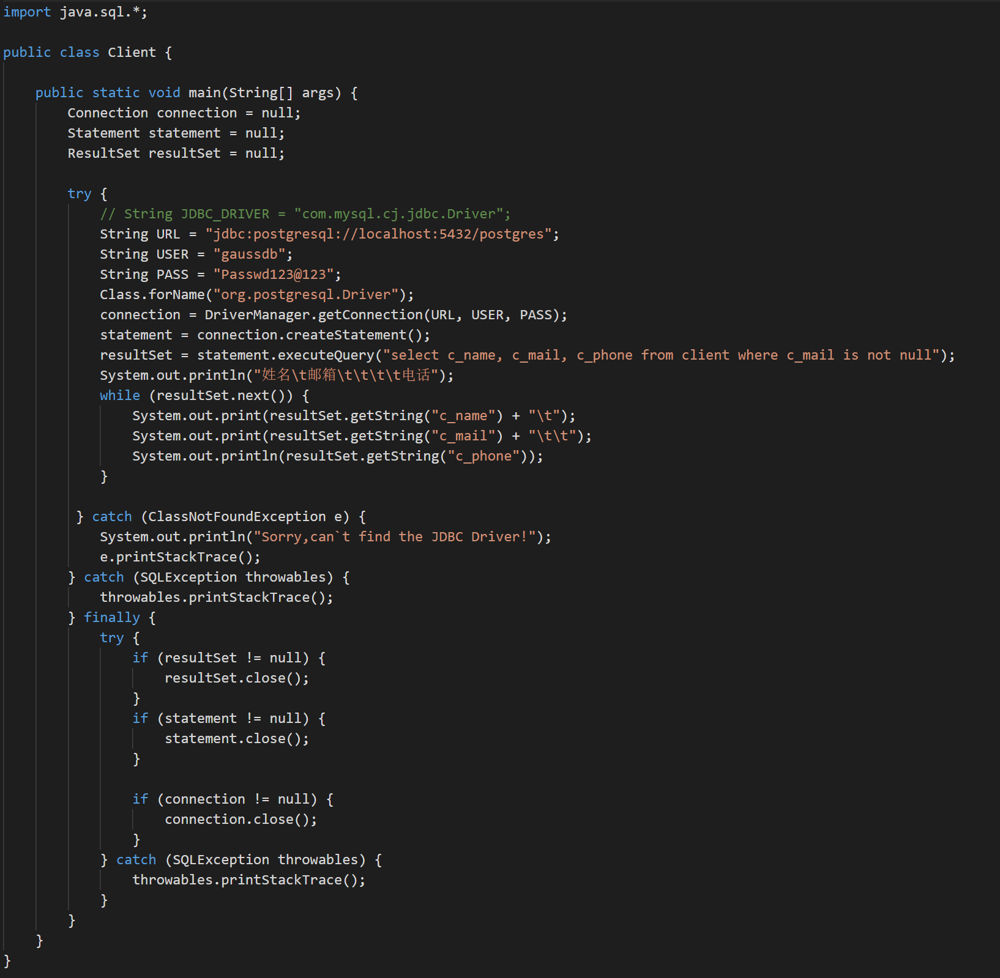 import java.sql.*;
public class Client {
public static void main(String[] args) {
Connection connection = null;
Statement statement = null;
ResultSet resultSet = null;
try {
// String JDBC_DRIVER = "com.mysql.cj.jdbc.Driver";
String URL = "jdbc:postgresql://localhost:5432/postgres";
String USER = "gaussdb";
String PASS = "Passwd123@123";
Class.forName("org.postgresql.Driver");
connection = DriverManager.getConnection(URL, USER, PASS);
statement = connection.createStatement();
resultSet = statement.executeQuery("select c_name, c_mail, c_phone from client where c_mail is not null");
System.out.println("姓名\t邮箱\t\t\t\t电话");
while (resultSet.next()) {
System.out.print(resultSet.getString("c_name") + "\t");
System.out.print(resultSet.getString("c_mail") + "\t\t");
System.out.println(resultSet.getString("c_phone"));
}
} catch (ClassNotFoundException e) {
System.out.println("Sorry,can`t find the JDBC Driver!");
e.printStackTrace();
} catch (SQLException throwables) {
throwables.printStackTrace();
} finally {
try {
if (resultSet != null) {
resultSet.close();
}
if (statement != null) {
statement.close();
}
if (connection != null) {
connection.close();
}
} catch (SQLException throwables) {
throwables.printStackTrace();
}
}
}
}